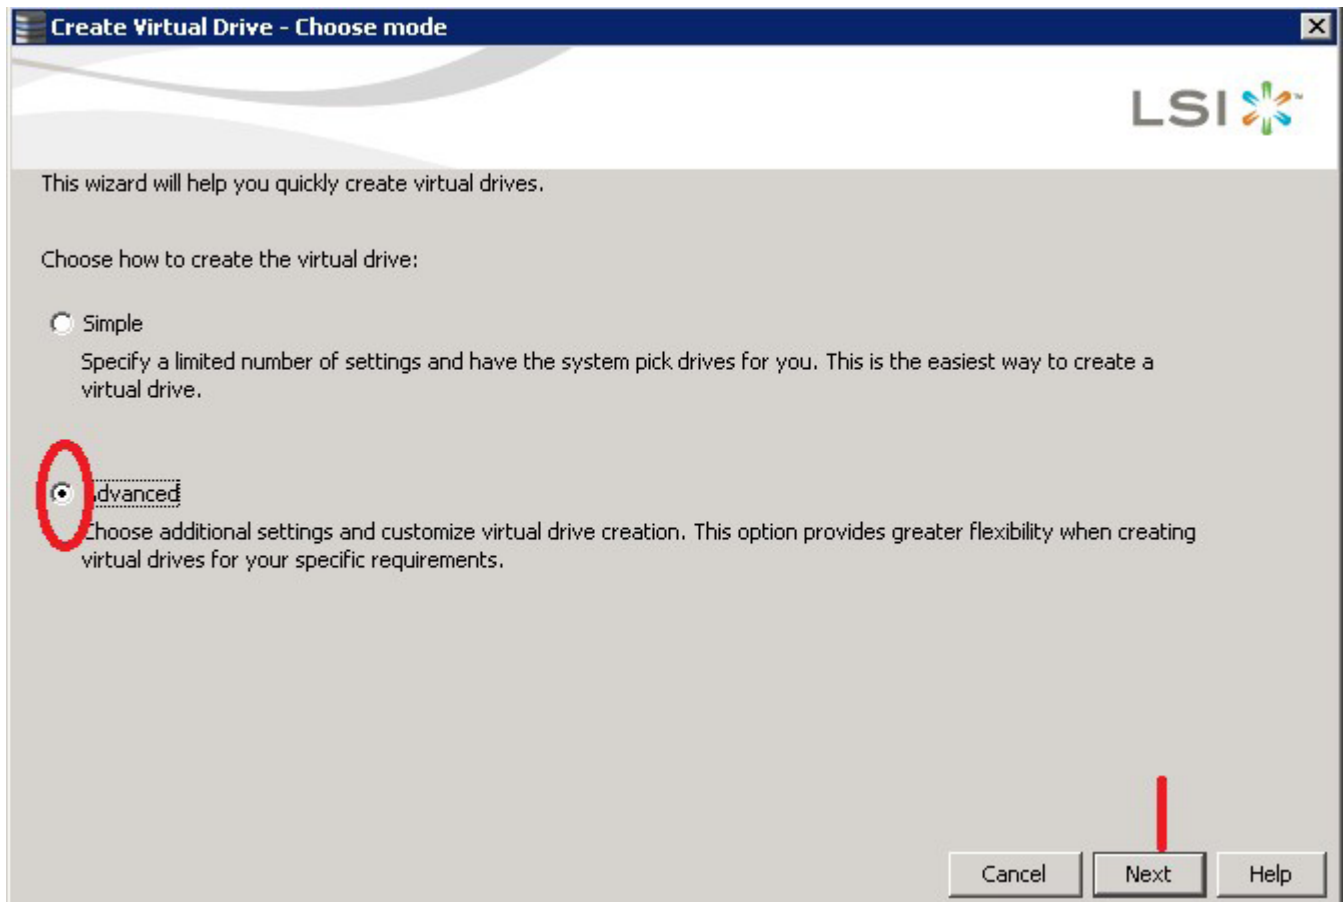 Create Virtual Drive - Choose mode
LSI
This wizard will help you quickly create virtual drives.
Choose how to create the virtual drive:
Simple
Specify a limited number of settings and have the system pick drives for you. This is the easiest way to create a
virtual drive.
Advanced
Choose additional settings and customize virtual drive creation. This option provides greater flexibility when creating
virtual drives for your specific requirements.
Cancel Next Help